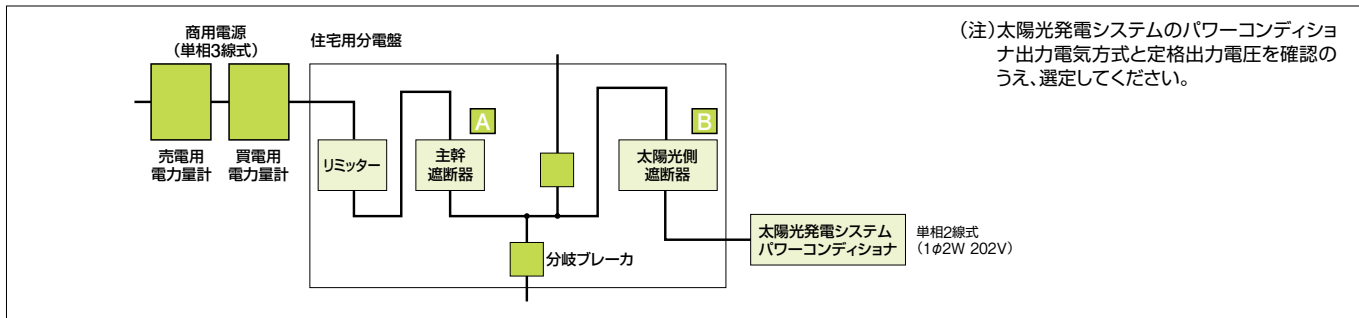 商用電源
(単相3線式)
売電用
電力量計
買電用
電力量計
住宅用分電盤
リミッター
A
主幹
遮断器
分岐ブレーカ
B
太陽光側
遮断器
太陽光発電システム
パワーコンディショナ
単相2線式
(1φ2W 202V)
(注)太陽光発電システムのパワーコンディショ
ナ出力電気方式と定格出力電圧を確認の
うえ、選定してください。